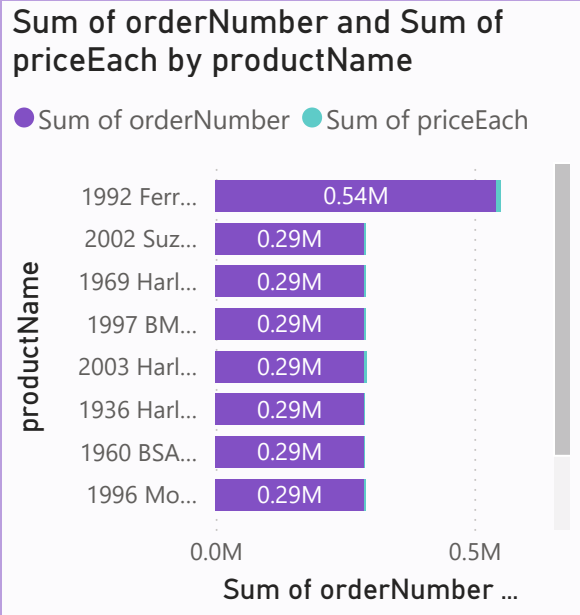 Sum of orderNumber and Sum of
priceEach by productName
Sum of orderNumber Sum of priceEach
productName
1992 Ferr... 0.54M
2002 Suz... 0.29M
1969 Harl... 0.29M
1997 BM... 0.29M
2003 Harl... 0.29M
1936 Harl... 0.29M
1960 BSA... 0.29M
1996 Mo... 0.29M
0.0M 0.5M
Sum of orderNumber ...